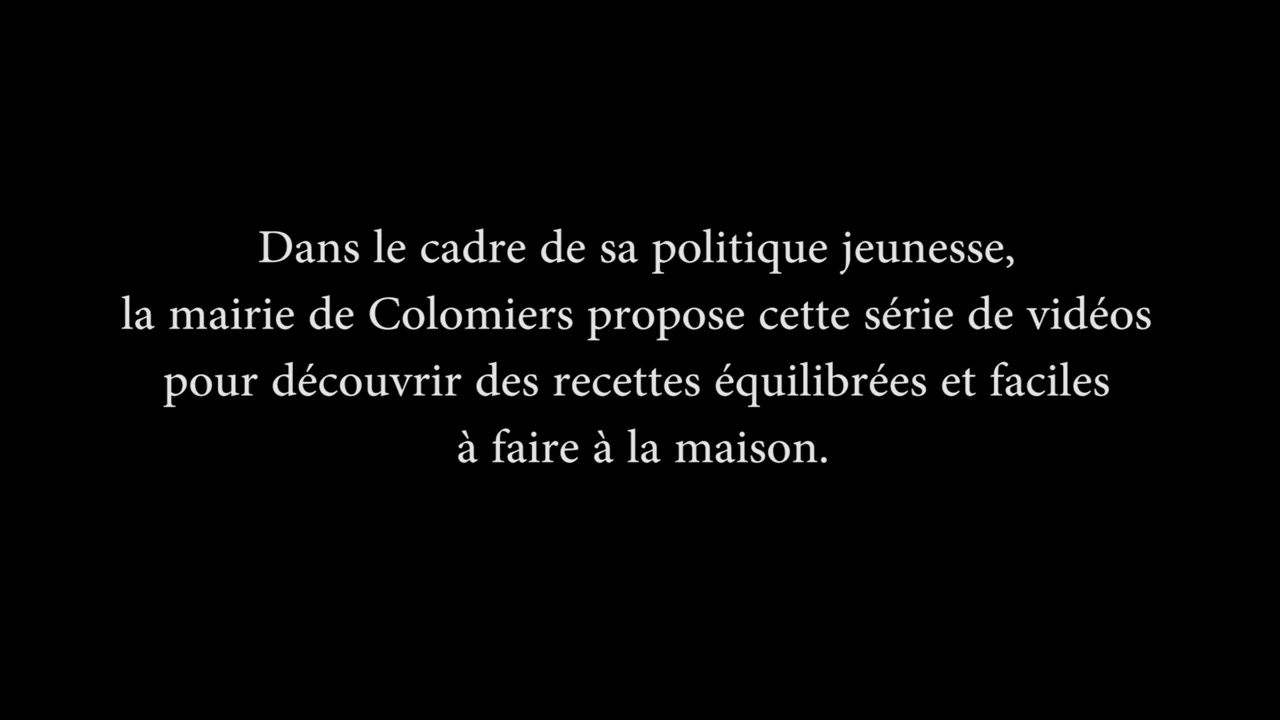 Dans le cadre de sa politique jeunesse,
la mairie de Colomiers propose cette série de vidéos
pour découvrir des recettes équilibrées et faciles
à faire à la maison.